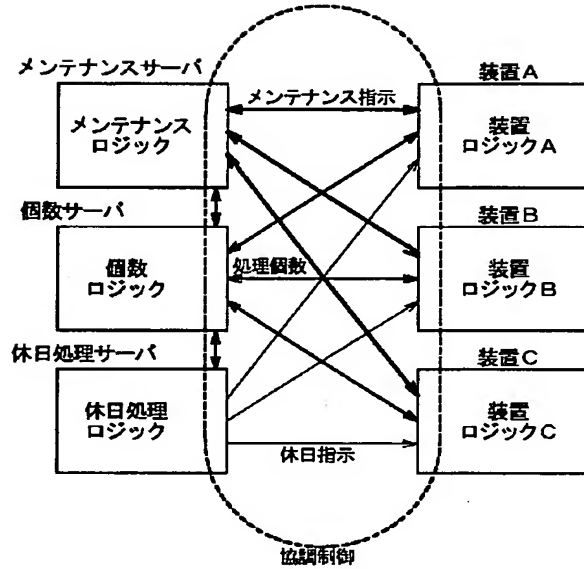 メンテナンスサーバ
装置A
メンテナンス
ロジック
メンテナンス指示
装置
ロジックA
個数サーバ
装置B
個数
ロジック
処理個数
装置
ロジックB
休日処理サーバ
装置C
休日処理
ロジック
休日指示
装置
ロジックC
協調制御